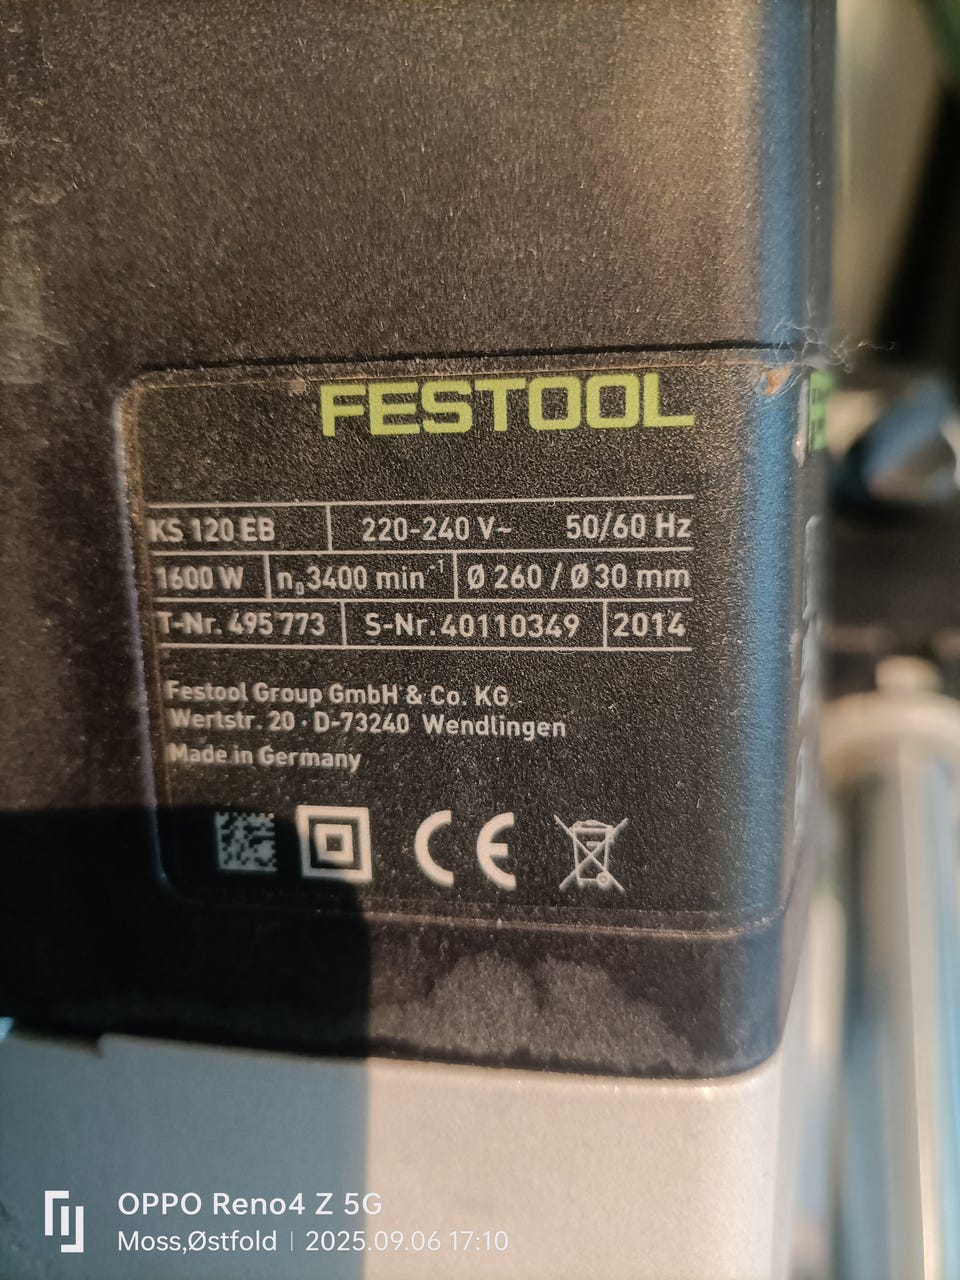 FESTOOL
KS 120 EB 220-240 V~ 50/60 Hz
1600 W n₀3400 min⁻¹ Ø 260 / Ø 30 mm
T-Nr. 495 773 S-Nr. 40110349 2014
Festool Group GmbH & Co. KG
Wertstr. 20 · D-73240 Wendlingen
Made in Germany
CE
OPPO Reno4 Z 5G
Moss,Østfold | 2025.09.06 17:10